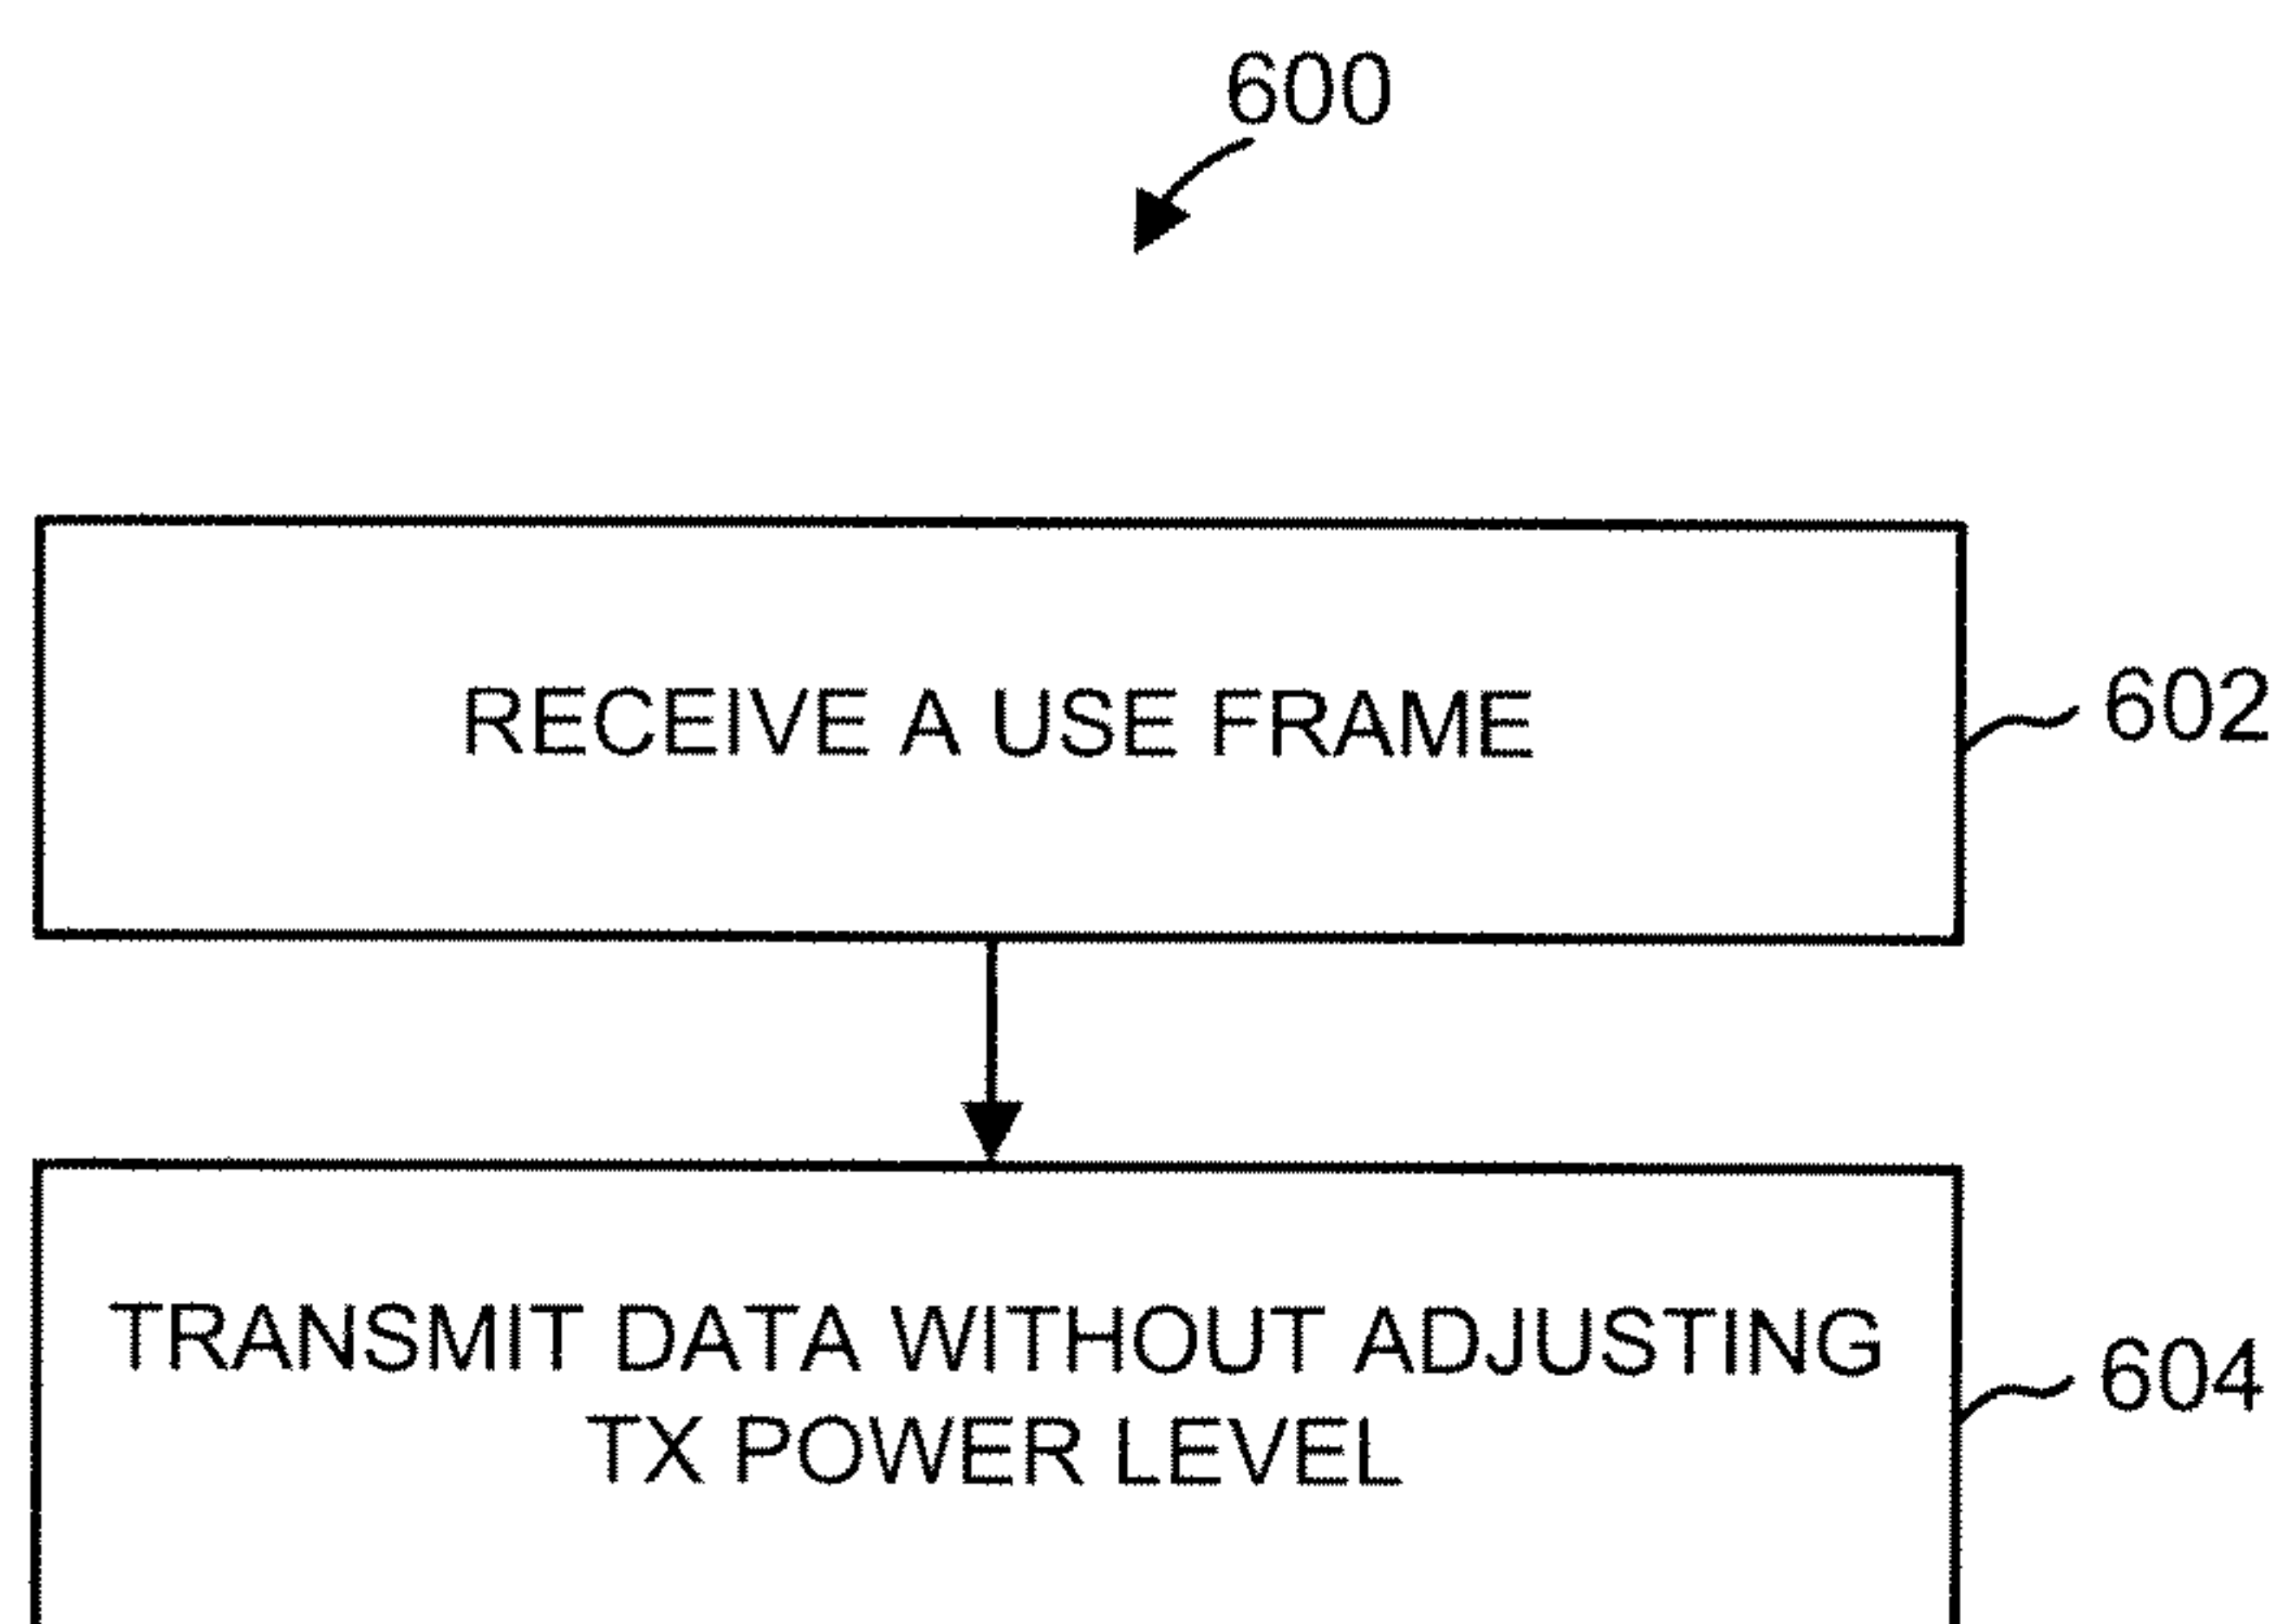 600
RECEIVE A USE FRAME
602
TRANSMIT DATA WITHOUT ADJUSTING
TX POWER LEVEL
604